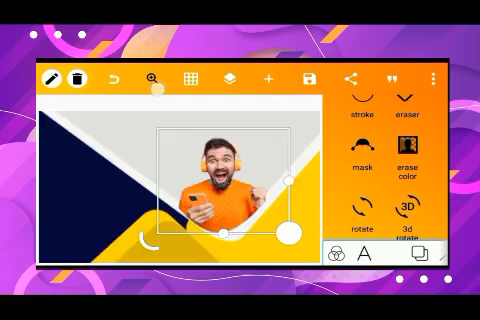 stroke
eraser
mask
erase
color
rotate
3D
3d
rotate
A